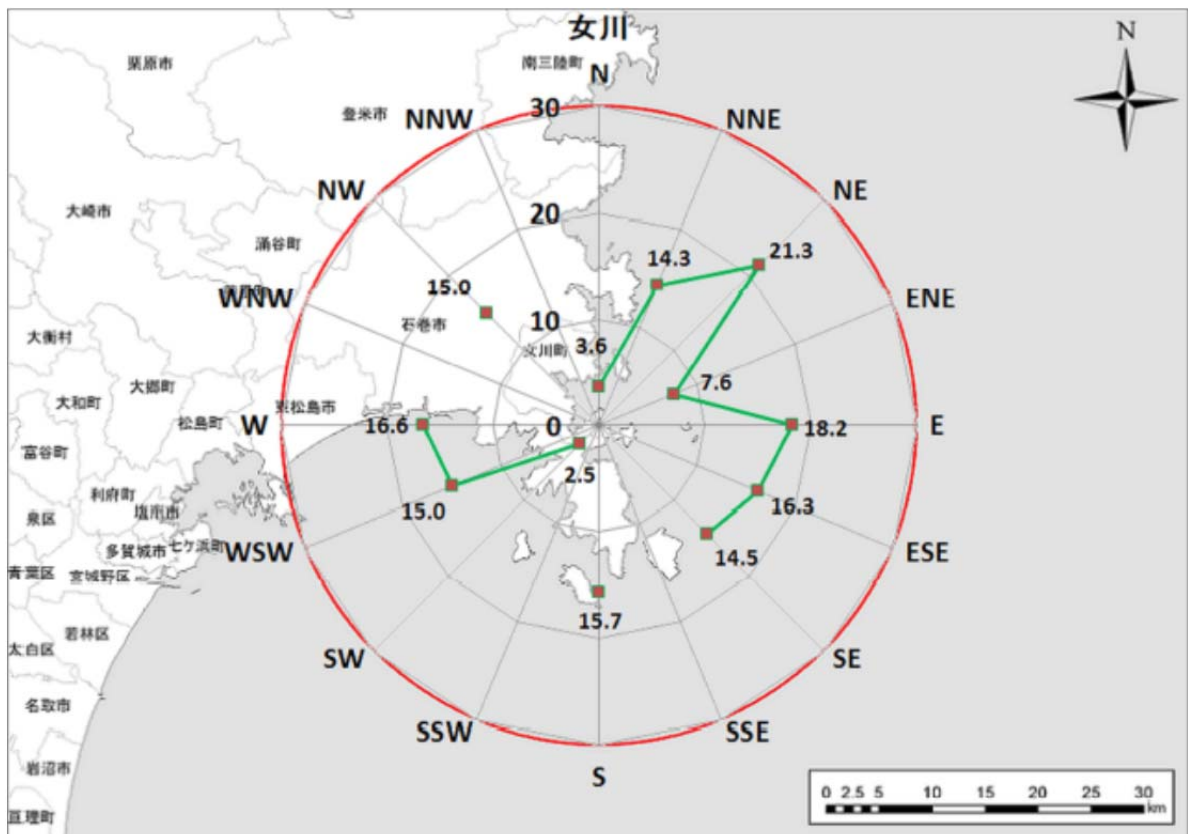 女川
栗原市
南三陸町
N
N
登米市
NNW
30
NNE
NW
NE
大崎市
20
涌谷町
14.3
21.3
WNW
15.0
ENE
石巻市
10
大衡村
3.6
女川町
7.6
大郷町
大和町
東松島市
松島町
W
16.6
0
18.2
E
富谷町
2.5
利府町
15.0
16.3
塩竈市
泉区
WSW
ESE
多賀城市
七ケ浜町
14.5
青葉区
宮城野区
15.7
若林区
太白区
SW
SE
名取市
SSW
SSE
岩沼市
S
0 2.5 5 10 15 20 25 30
km
亘理町